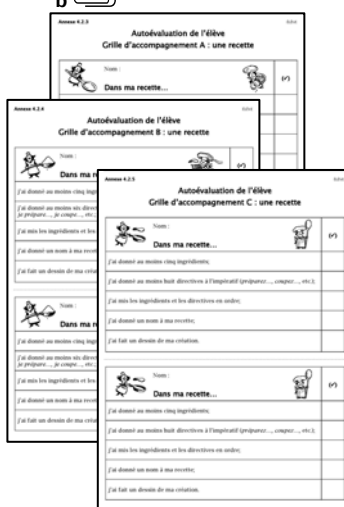 b
Annexe 4.2.3
Autoévaluation de l'élève
Grille d'accompagnement A : une recette
Nom :
Dans ma recette...
(✓)
Annexe 4.2.4
Autoévaluation de l'élève
Grille d'accompagnement B : une recette
Nom :
(✓)
Dans ma
J'ai donné au moins cinq
J'ai donné au moins six
je prépare..., je coupe..., etc.;
J'ai mis les ingrédients et les
J'ai donné un nom à ma
J'ai fait un dessin de ma
Nom :
Dans ma
J'ai donné au moins cinq
J'ai donné au moins six
je prépare..., je coupe..., etc.;
J'ai mis les ingrédients et les
J'ai donné un nom à ma
J'ai fait un dessin de ma
Annexe 4.2.5
Autoévaluation de l'élève
Grille d'accompagnement C : une recette
Nom :
(✓)
Dans ma recette...
J'ai donné au moins cinq ingrédients;
J'ai donné au moins huit directives à l'impératif (préparez..., coupez..., etc.);
J'ai mis les ingrédients et les directives en ordre;
J'ai donné un nom à ma recette;
J'ai fait un dessin de ma création.
Nom :
(✓)
Dans ma recette...
J'ai donné au moins cinq ingrédients;
J'ai donné au moins huit directives à l'impératif (préparez..., coupez..., etc.);
J'ai mis les ingrédients et les directives en ordre;
J'ai donné un nom à ma recette;
J'ai fait un dessin de ma création.